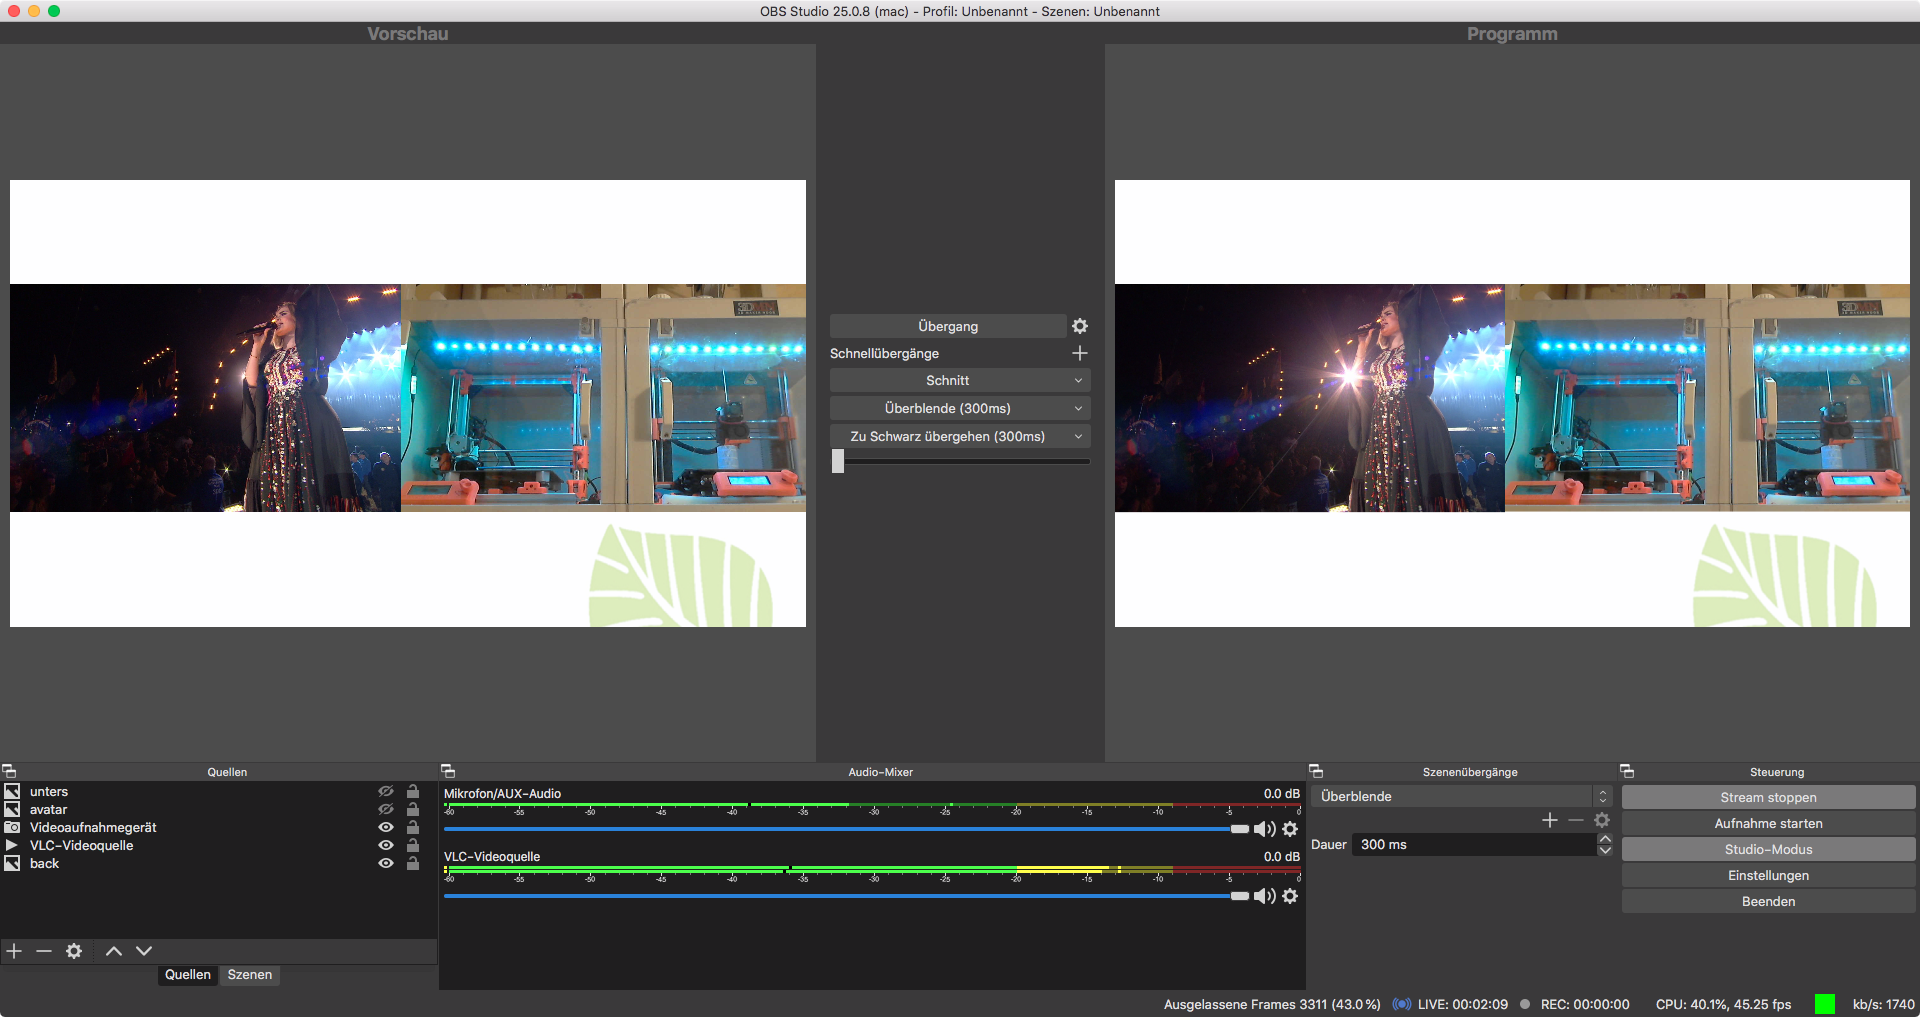 OBS Studio 25.0.8 (mac) - Profil: Unbenannt - Szenen: Unbenannt
Vorschau
Programm
Übergang
Schnellübergänge
Schnitt
Überblende (300ms)
Zu Schwarz übergehen (300ms)
Quellen
unters
avatar
Videoaufnahmegerät
VLC-Videoquelle
back
Quellen Szenen
Audio-Mixer
Mikrofon/AUX-Audio 0.0 dB
-60 -55 -50 -45 -40 -35 -30 -25 -20 -15 -10 -5 0
VLC-Videoquelle 0.0 dB
-60 -55 -50 -45 -40 -35 -30 -25 -20 -15 -10 -5 0
Szenenübergänge
Überblende
Dauer 300 ms
Steuerung
Stream stoppen
Aufnahme starten
Studio-Modus
Einstellungen
Beenden
Ausgelassene Frames 3311 (43.0 %) LIVE: 00:02:09 REC: 00:00:00 CPU: 40.1%, 45.25 fps kb/s: 1740